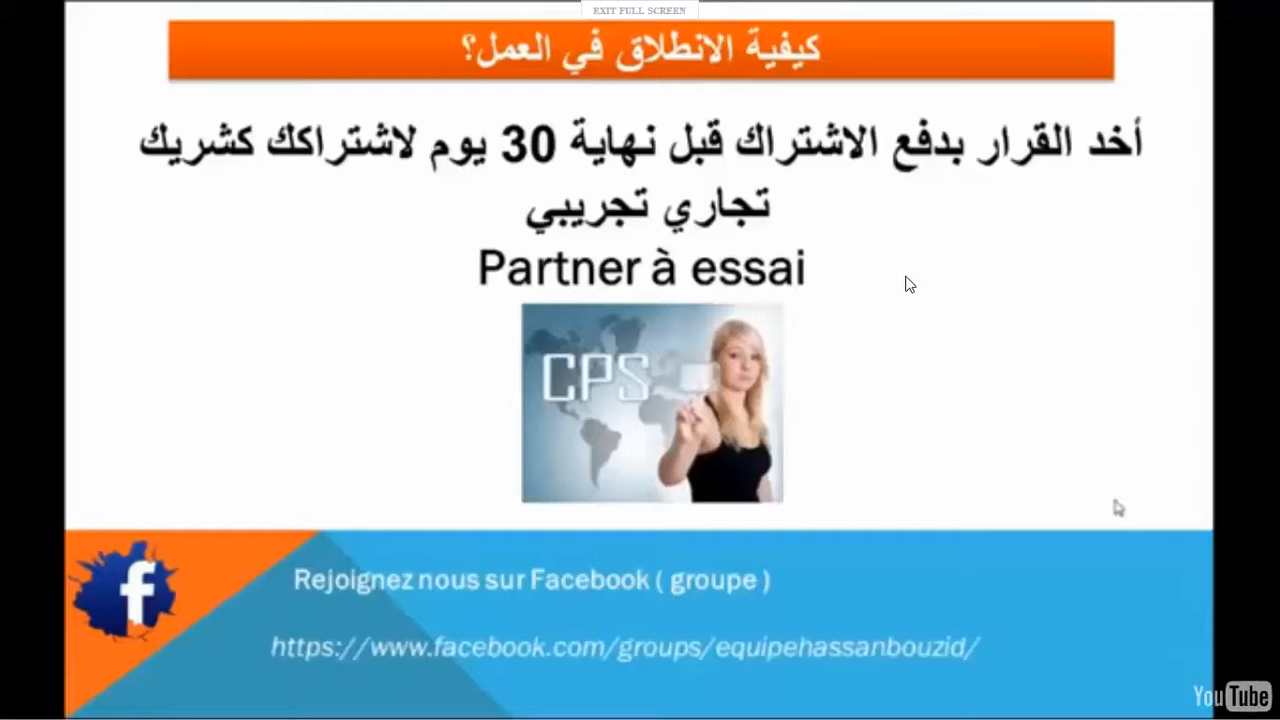 EXIT FULL SCREEN
كيفية الانطلاق في العمل؟
أخد القرار بدفع الاشتراك قبل نهاية 30 يوم لاشتراكك كشريك
تجاري تجريبي
Partner à essai
CPS
Rejoignez nous sur Facebook ( groupe )
https://www.facebook.com/groups/equipehassanbouzid/
YouTube